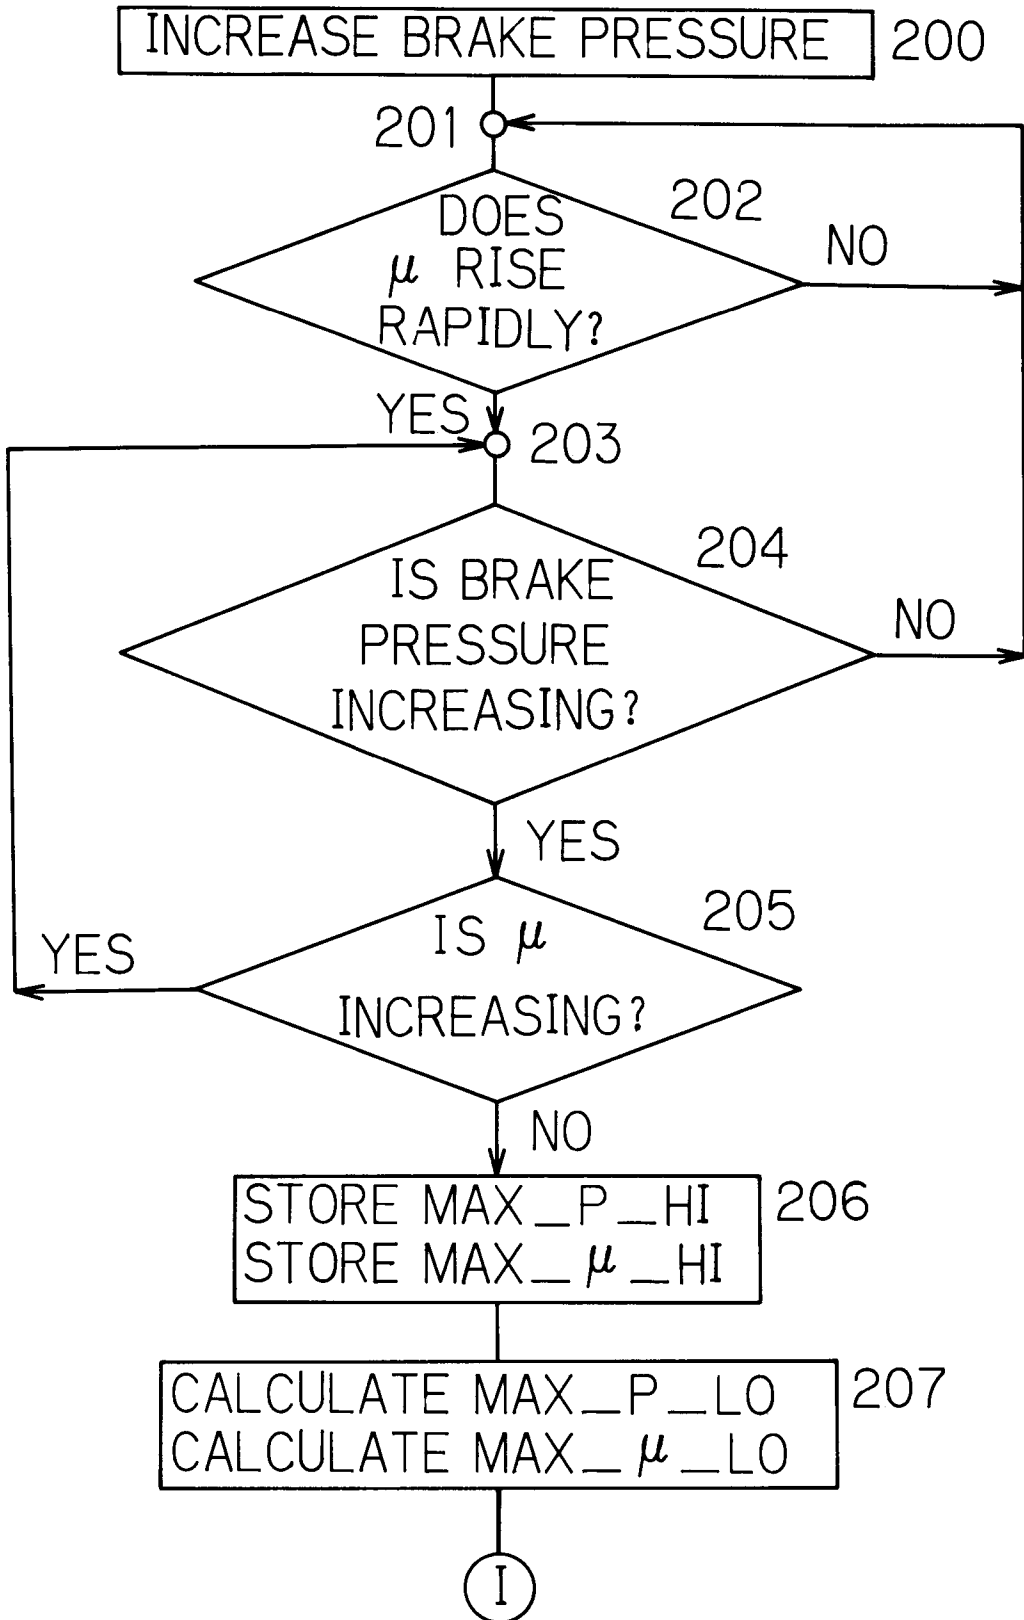 INCREASE BRAKE PRESSURE 200
201
DOES 202
μ RISE NO
RAPIDLY?
YES
203
IS BRAKE 204
PRESSURE NO
INCREASING?
YES
IS μ 205
YES
INCREASING?
NO
STORE MAX_P_HI 206
STORE MAX_μ_HI
CALCULATE MAX_P_LO 207
CALCULATE MAX_μ_LO
I